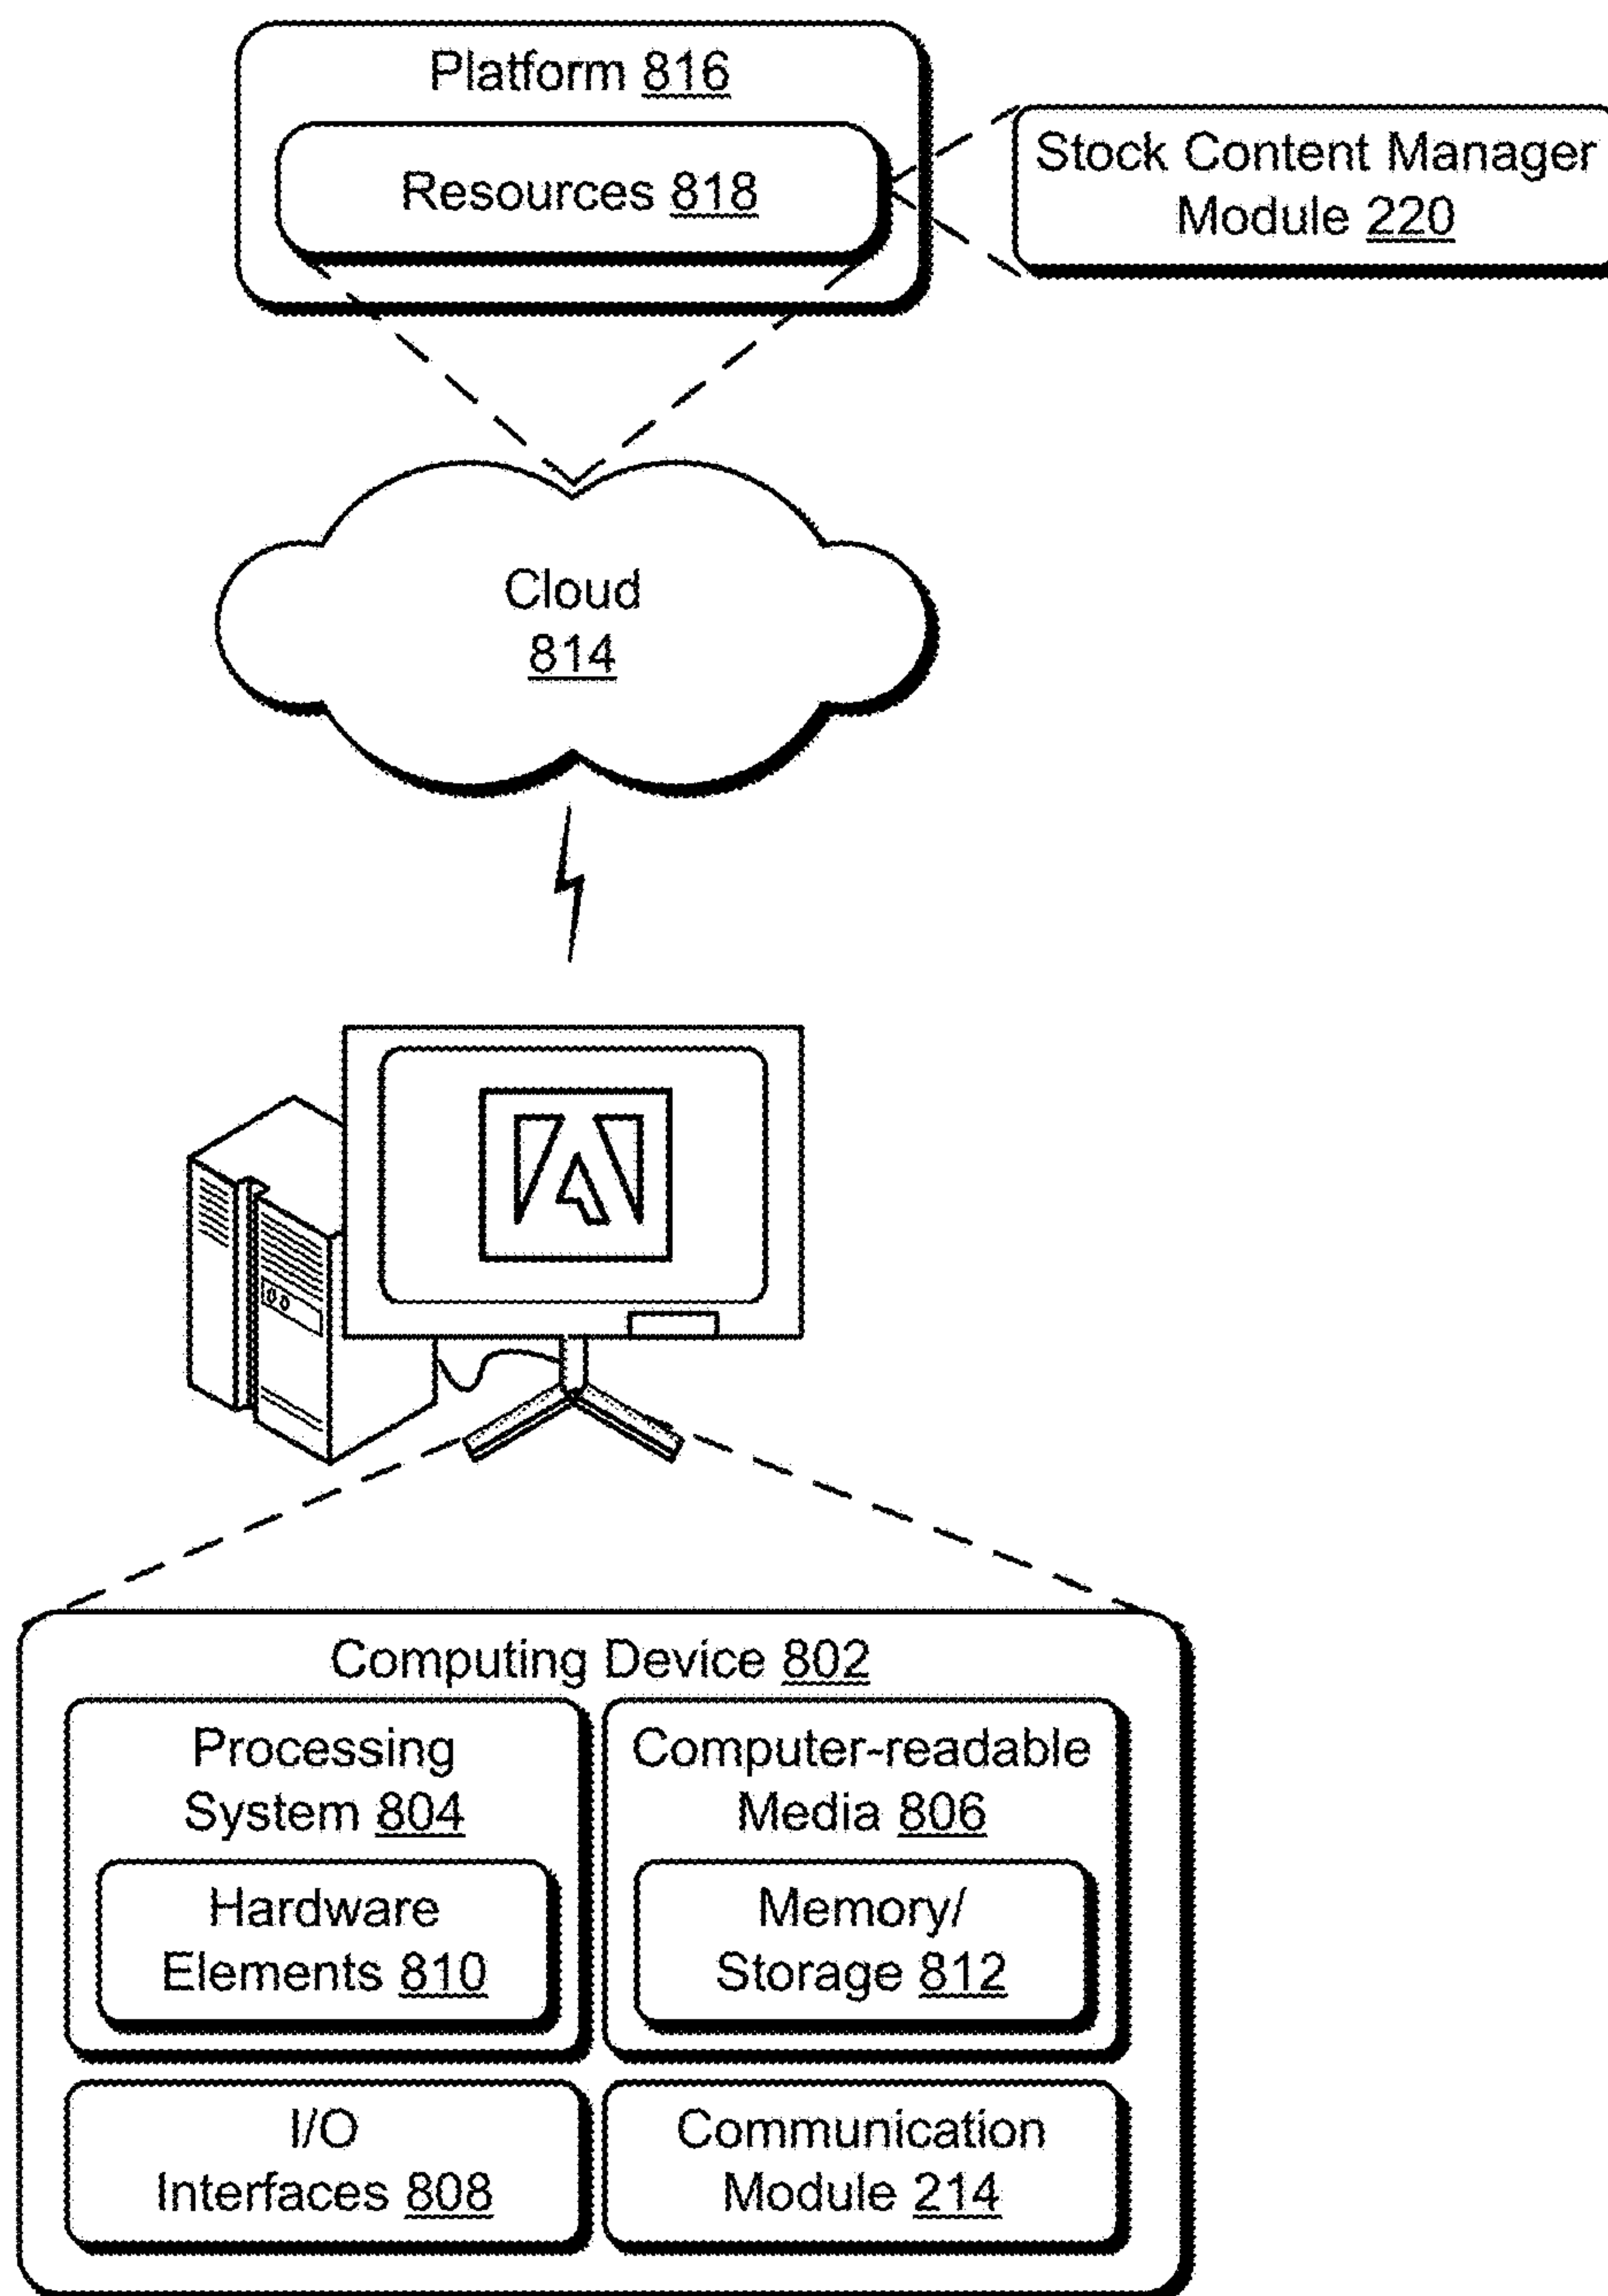 Platform 816
Resources 818
Stock Content Manager
Module 220
Cloud
814
Computing Device 802
Processing
System 804
Hardware
Elements 810
Computer-readable
Media 806
Memory/
Storage 812
I/O
Interfaces 808
Communication
Module 214